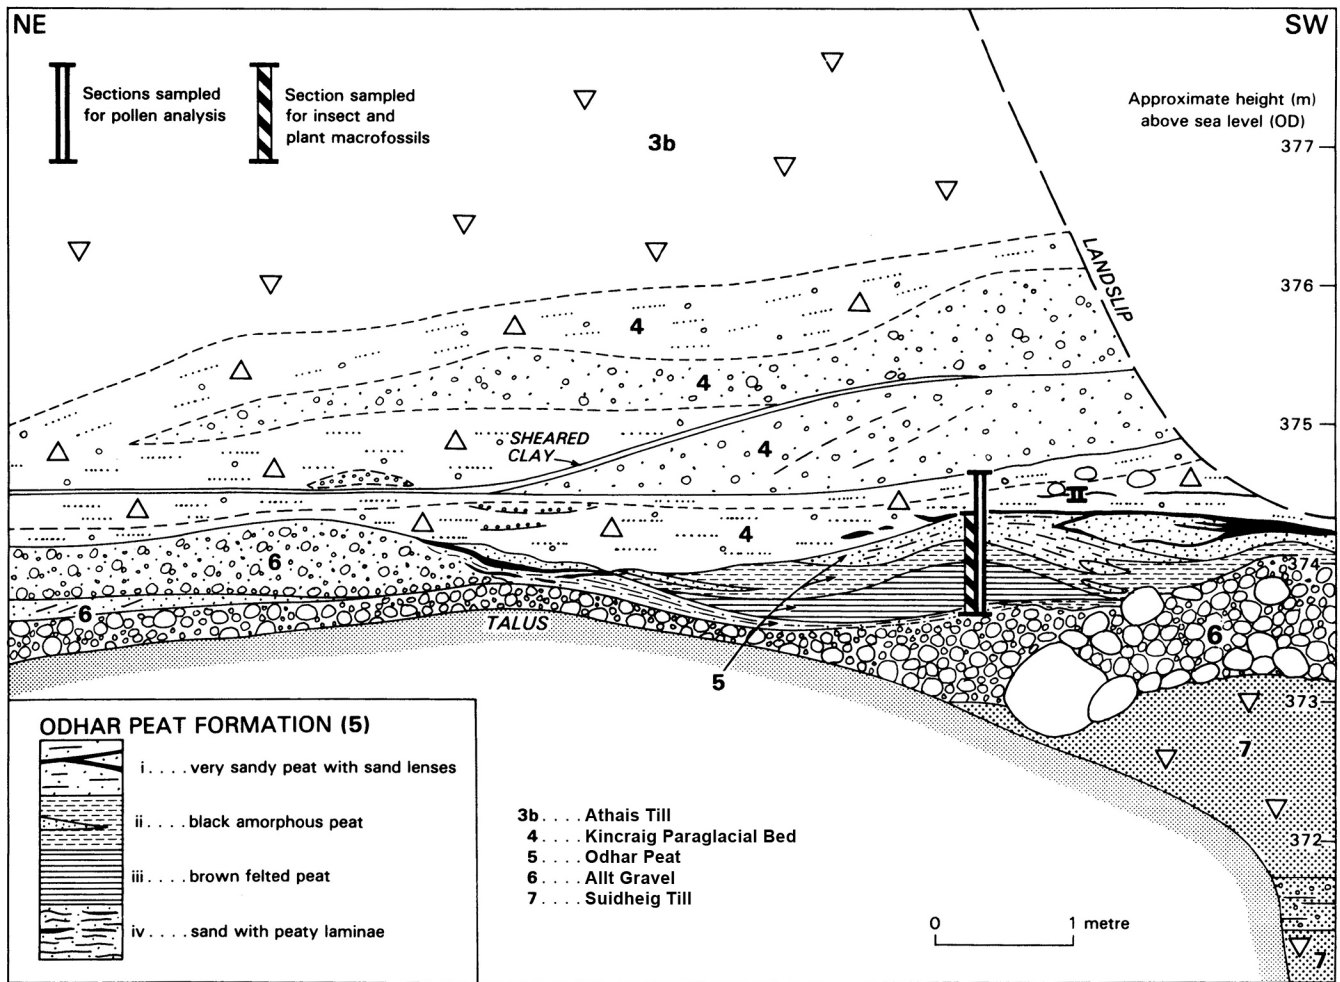 NE
SW
Sections sampled
for pollen analysis
Section sampled
for insect and
plant macrofossils
Approximate height (m)
above sea level (OD)
3b
377
LANDSLIP
376
4
4
375
SHEARED
CLAY
4
4
374
6
6
TALUS
6
5
373
7
372
7
ODHAR PEAT FORMATION (5)
i . . . . very sandy peat with sand lenses
ii . . . . black amorphous peat
iii . . . . brown felted peat
iv . . . . sand with peaty laminae
3b . . . . Athais Till
4 . . . . Kincraig Paraglacial Bed
5 . . . . Odhar Peat
6 . . . . Allt Gravel
7 . . . . Suidheig Till
0 1 metre